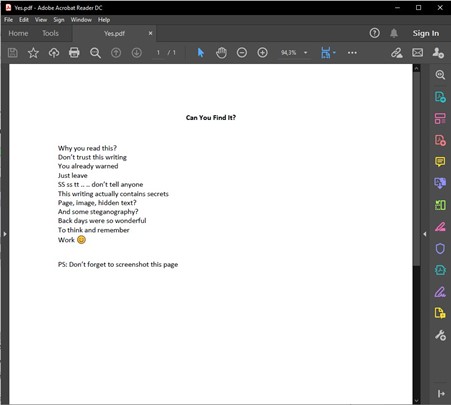 Yes.pdf - Adobe Acrobat Reader DC
File Edit View Sign Window Help
Home Tools Yes.pdf × ? Sign In
1 / 1 94,3%
Can You Find It?
Why you read this?
Don't trust this writing
You already warned
Just leave
SS ss tt .. .. don't tell anyone
This writing actually contains secrets
Page, image, hidden text?
And some steganography?
Back days were so wonderful
To think and remember
Work 😊
PS: Don't forget to screenshot this page